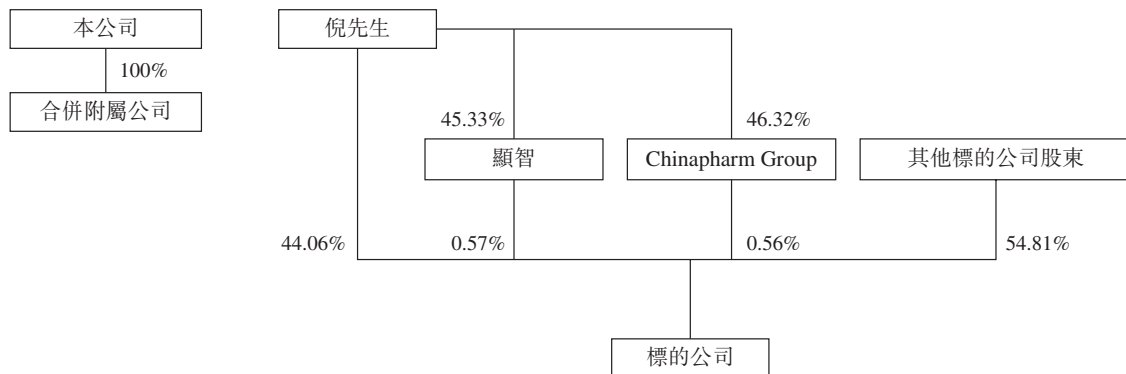 本公司
倪先生
100%
合併附屬公司
45.33%
46.32%
顯智
Chinapharm Group
其他標的公司股東
44.06%
0.57%
0.56%
54.81%
標的公司